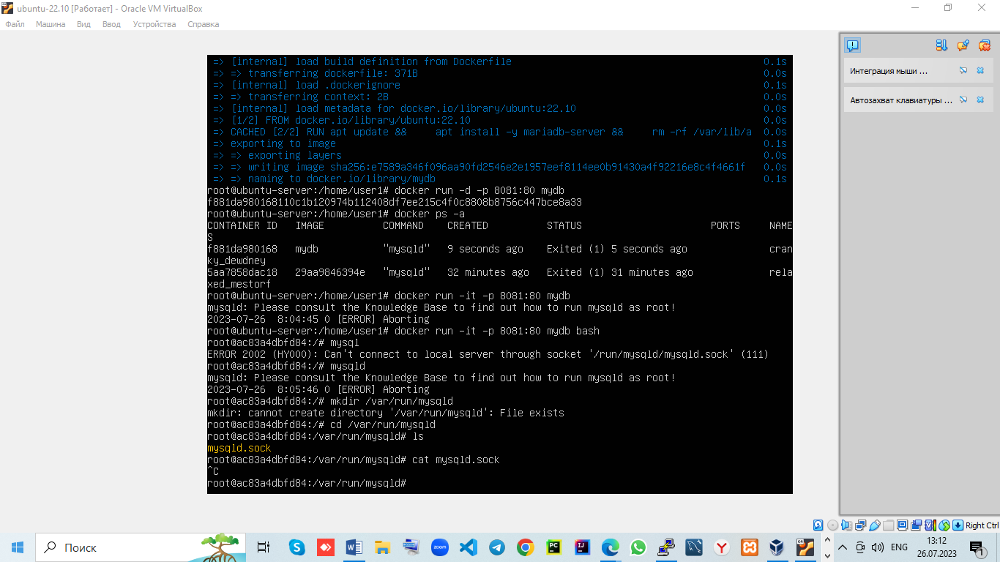 ubuntu-22.10 [Работает] - Oracle VM VirtualBox
Файл Машина Вид Ввод Устройства Справка
=> [internal] load build definition from Dockerfile 0.1s
=> => transferring dockerfile: 371B 0.0s
=> [internal] load .dockerignore 0.1s
=> => transferring context: 2B 0.0s
=> [internal] load metadata for docker.io/library/ubuntu:22.10 0.0s
=> [1/2] FROM docker.io/library/ubuntu:22.10 0.0s
=> CACHED [2/2] RUN apt update &&     apt install -y mariadb-server &&     rm -rf /var/lib/a 0.0s
=> exporting to image 0.1s
=> => exporting layers 0.0s
=> => writing image sha256:e7589a346f096aa90fd2546e2e1957eef8114ee0b91430a4f92216e8c4f4661f 0.0s
=> => naming to docker.io/library/mydb 0.1s
root@ubuntu-server:/home/user1# docker run -d -p 8081:80 mydb
f881da980168110c1b120974b112408df7ee215c4f0c8808b8756c447bce8a33
root@ubuntu-server:/home/user1# docker ps -a
CONTAINER ID   IMAGE          COMMAND    CREATED          STATUS                      PORTS     NAME
S
f881da980168   mydb           "mysqld"   9 seconds ago    Exited (1) 5 seconds ago              cran
ky_dewdney
5aa7858dac18   29aa9846394e   "mysqld"   32 minutes ago   Exited (1) 31 minutes ago             rela
xed_mestorf
root@ubuntu-server:/home/user1# docker run -it -p 8081:80 mydb
mysqld: Please consult the Knowledge Base to find out how to run mysqld as root!
2023-07-26  8:04:45 0 [ERROR] Aborting
root@ubuntu-server:/home/user1# docker run -it -p 8081:80 mydb bash
root@ac83a4dbfd84:/# mysql
ERROR 2002 (HY000): Can't connect to local server through socket '/run/mysqld/mysqld.sock' (111)
root@ac83a4dbfd84:/# mysqld
mysqld: Please consult the Knowledge Base to find out how to run mysqld as root!
2023-07-26  8:05:46 0 [ERROR] Aborting
root@ac83a4dbfd84:/# mkdir /var/run/mysqld
mkdir: cannot create directory '/var/run/mysqld': File exists
root@ac83a4dbfd84:/# cd /var/run/mysqld
root@ac83a4dbfd84:/var/run/mysqld# ls
mysqld.sock
root@ac83a4dbfd84:/var/run/mysqld# cat mysqld.sock
^C
root@ac83a4dbfd84:/var/run/mysqld#
Интеграция мыши ...
Автозахват клавиатуры ...
Right Ctrl
Поиск
ENG
13:12
26.07.2023
1